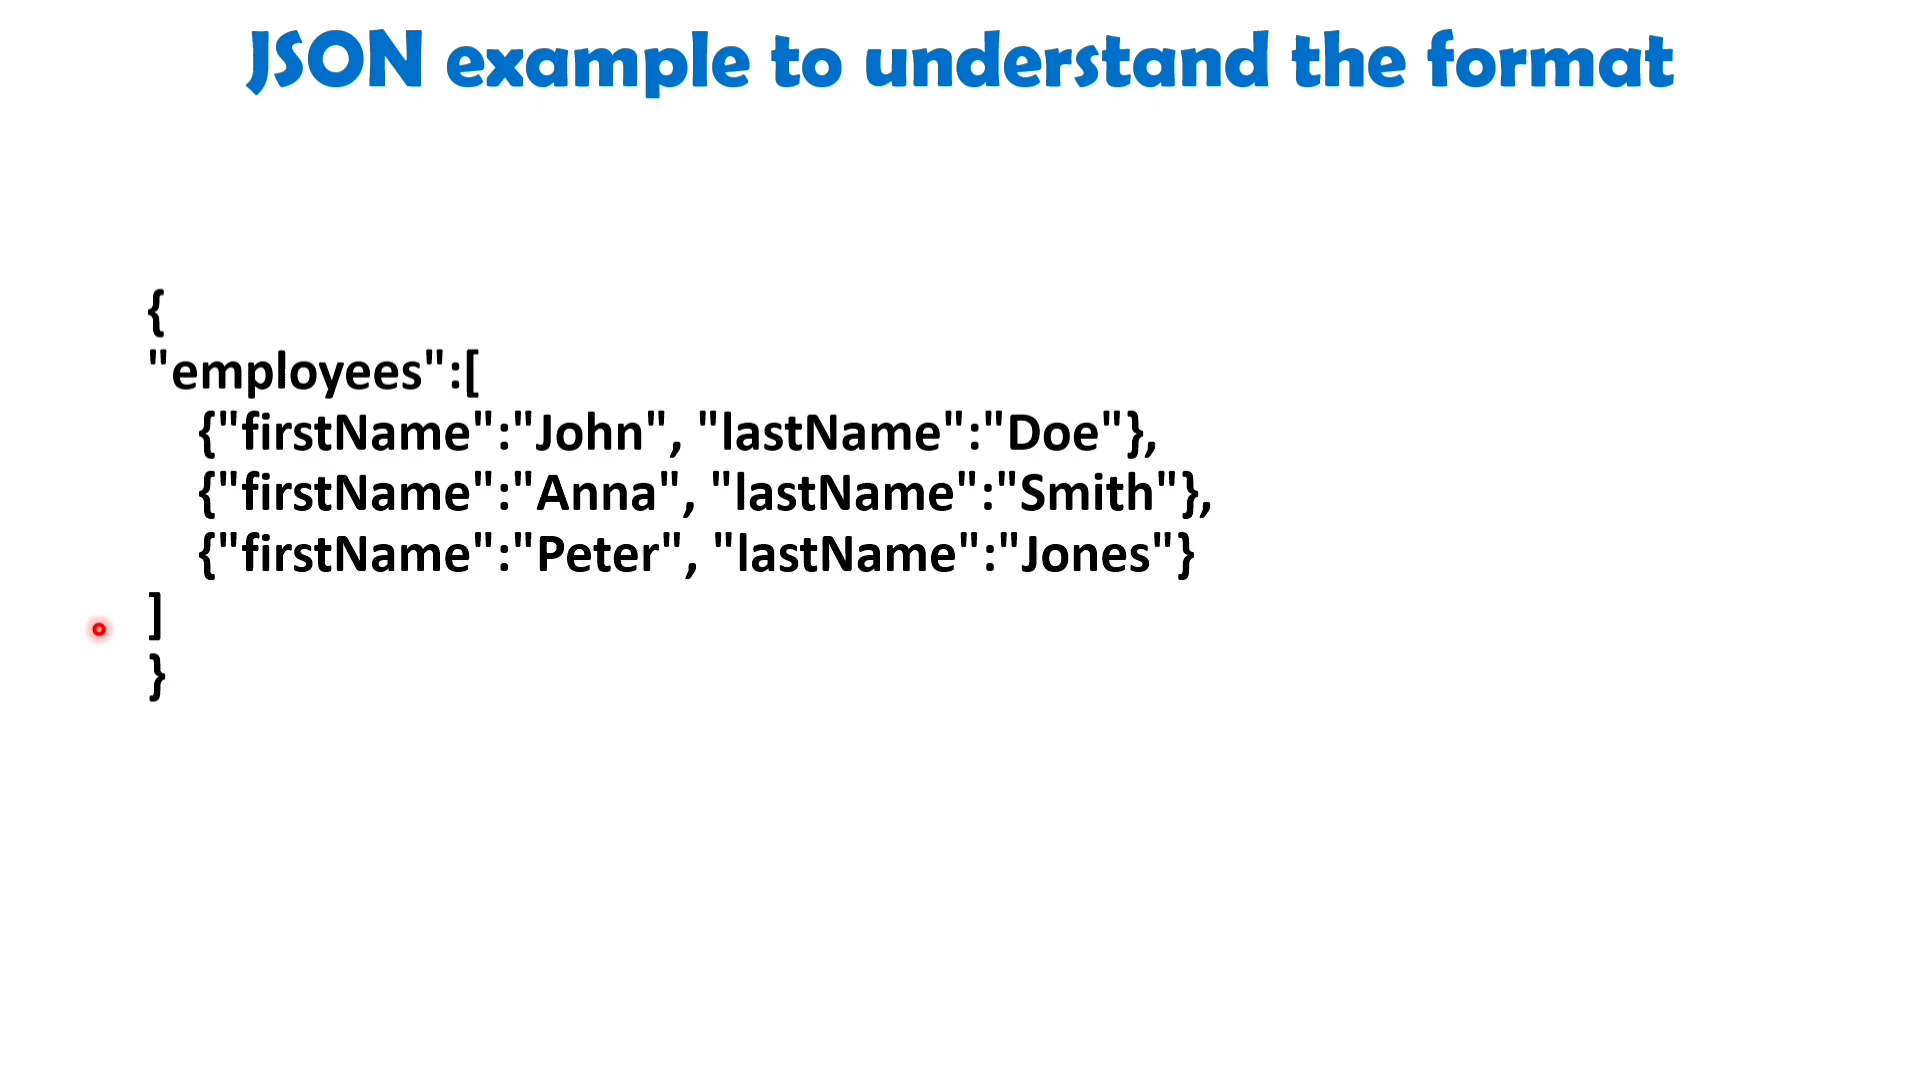 JSON example to understand the format
{
"employees":[
{"firstName":"John", "lastName":"Doe"},
{"firstName":"Anna", "lastName":"Smith"},
{"firstName":"Peter", "lastName":"Jones"}
]
}